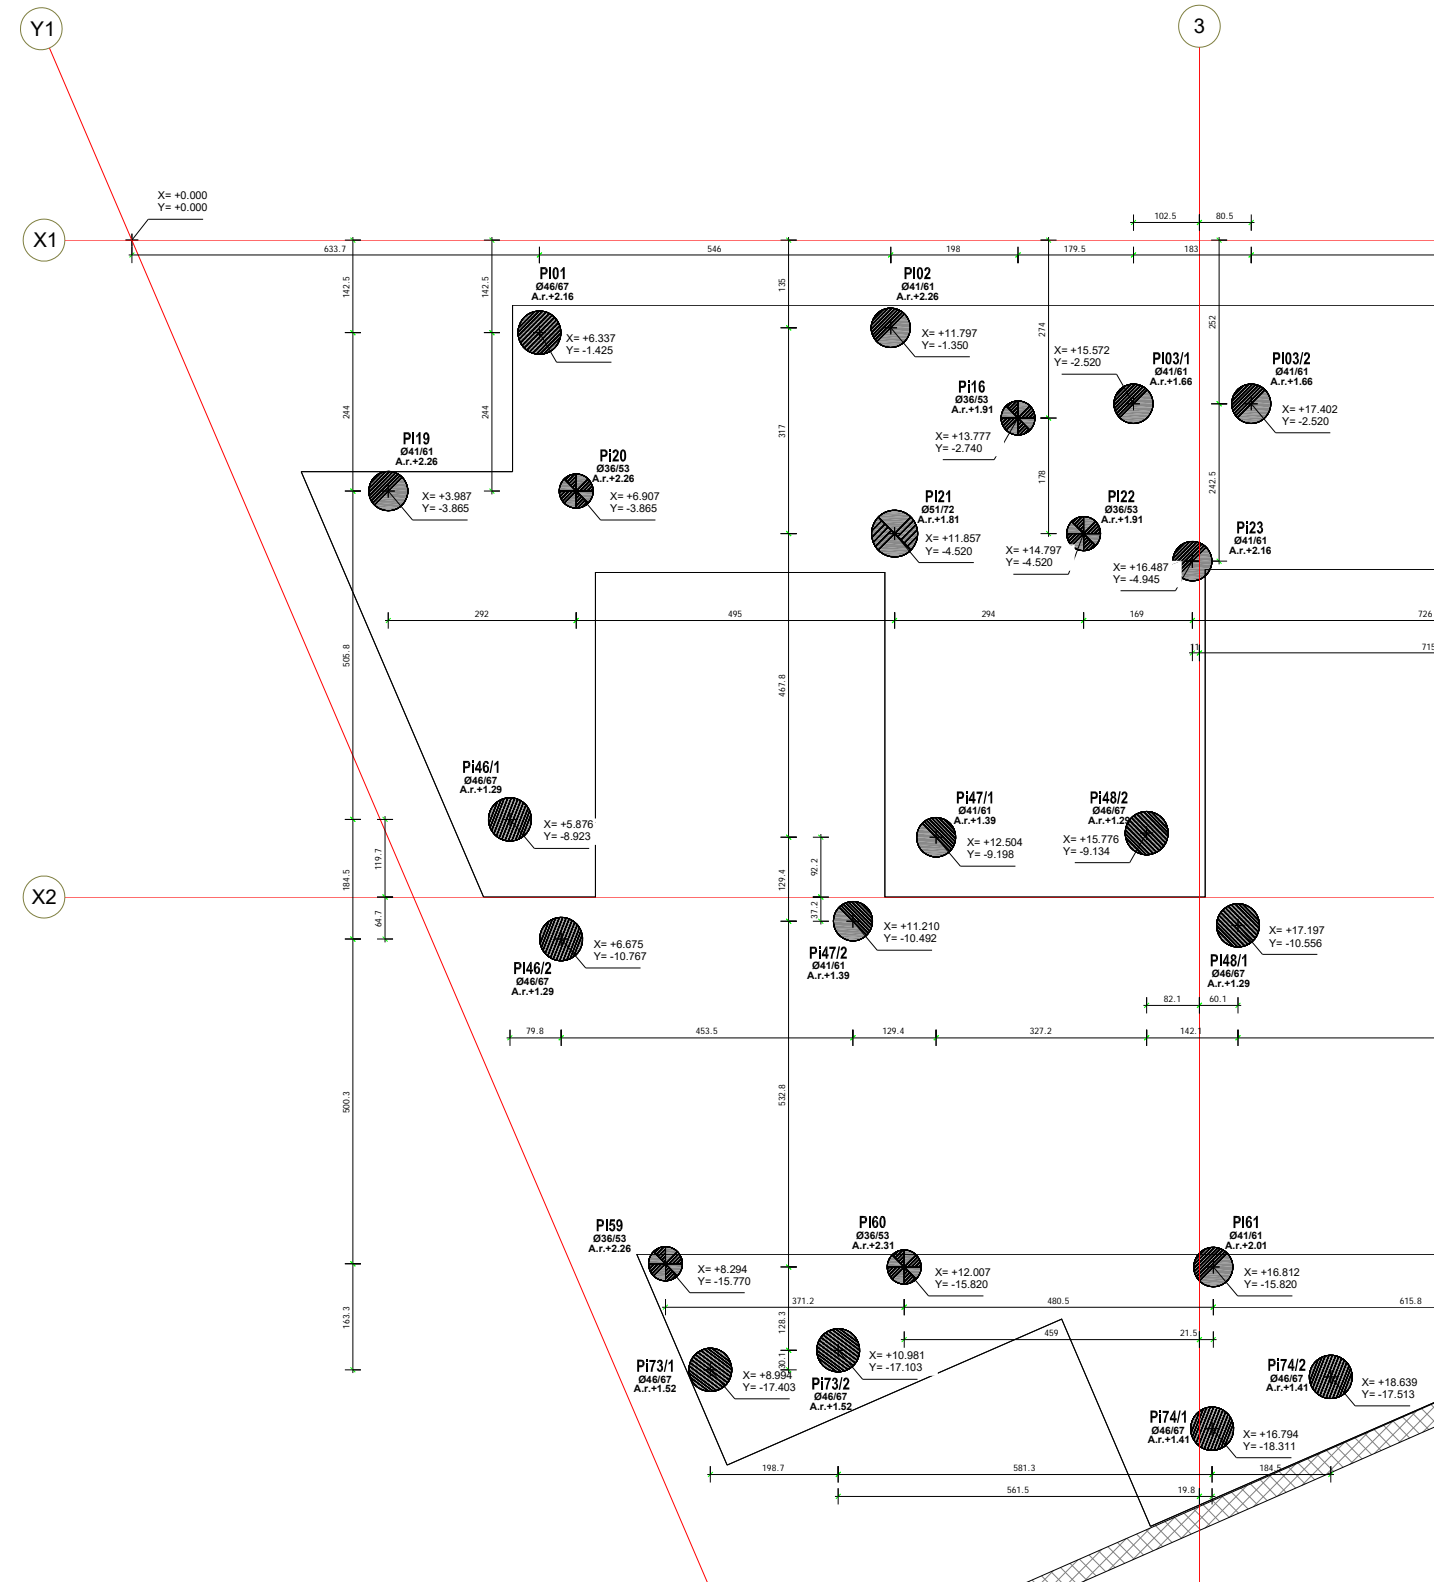 Y1
3
X= +0.000
Y= +0.000
102.5
80.5
X1
633.7
546
198
179.5
183
142.5
142.5
135
274
252
PI01
Ø46/67
A.r.+2.16
X= +6.337
Y= -1.425
PI02
Ø41/61
A.r.+2.26
X= +11.797
Y= -1.350
X= +15.572
Y= -2.520
PI03/1
Ø41/61
A.r.+1.66
PI03/2
Ø41/61
A.r.+1.66
X= +17.402
Y= -2.520
Pi16
Ø36/53
A.r.+1.91
X= +13.777
Y= -2.740
244
244
317
178
242.5
PI19
Ø41/61
A.r.+2.26
X= +3.987
Y= -3.865
Pi20
Ø36/53
A.r.+2.26
X= +6.907
Y= -3.865
PI21
Ø51/72
A.r.+1.81
X= +11.857
Y= -4.520
PI22
Ø36/53
A.r.+1.91
X= +14.797
Y= -4.520
Pi23
Ø41/61
A.r.+2.16
X= +16.487
Y= -4.945
292
495
294
169
726
11
715
505.8
467.8
Pi46/1
Ø46/67
A.r.+1.29
X= +5.876
Y= -8.923
Pi47/1
Ø41/61
A.r.+1.39
X= +12.504
Y= -9.198
Pi48/2
Ø46/67
A.r.+1.29
X= +15.776
Y= -9.134
119.7
184.5
64.7
92.2
129.4
37.2
X2
PI46/2
Ø46/67
A.r.+1.29
X= +6.675
Y= -10.767
Pi47/2
Ø41/61
A.r.+1.39
X= +11.210
Y= -10.492
PI48/1
Ø46/67
A.r.+1.29
X= +17.197
Y= -10.556
82.1
60.1
79.8
453.5
129.4
327.2
142.1
500.3
532.8
PI59
Ø36/53
A.r.+2.26
X= +8.294
Y= -15.770
PI60
Ø36/53
A.r.+2.31
X= +12.007
Y= -15.820
PI61
Ø41/61
A.r.+2.01
X= +16.812
Y= -15.820
371.2
480.5
615.8
163.3
128.3
30.1
459
21.5
Pi73/1
Ø46/67
A.r.+1.52
X= +8.994
Y= -17.403
Pi73/2
Ø46/67
A.r.+1.52
X= +10.981
Y= -17.103
Pi74/2
Ø46/67
A.r.+1.41
X= +18.639
Y= -17.513
Pi74/1
Ø46/67
A.r.+1.41
X= +16.794
Y= -18.311
198.7
581.3
184.5
561.5
19.8